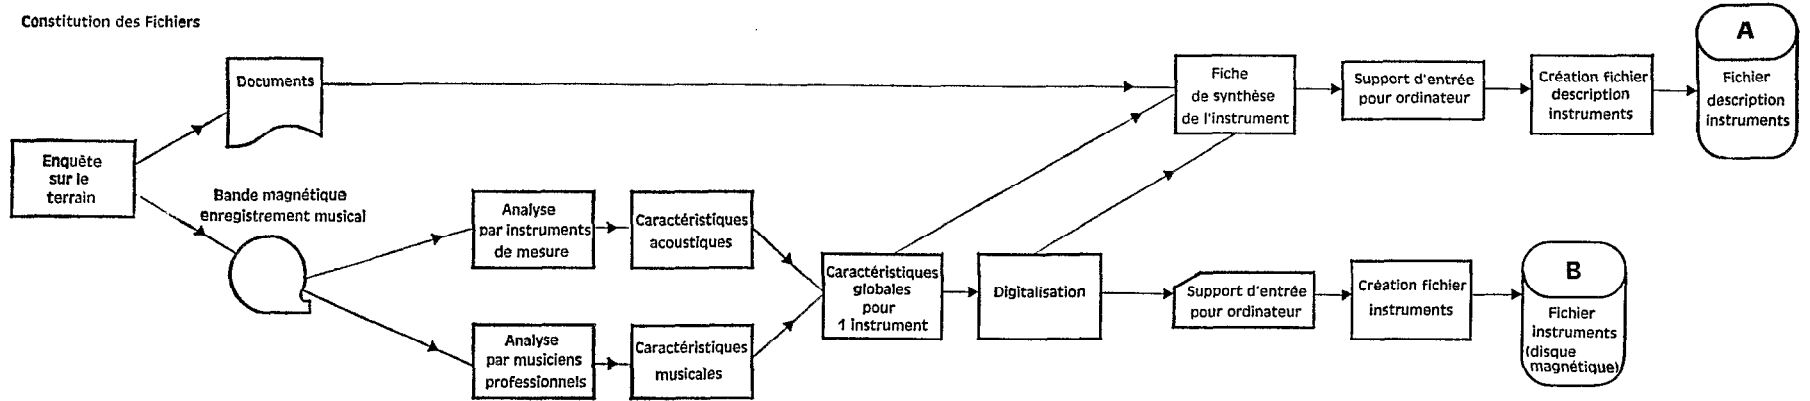 Constitution des Fichiers
Documents
Enquête
sur le
terrain
Bande magnétique
enregistrement musical
Analyse
par instruments
de mesure
Caractéristiques
acoustiques
Analyse
par musiciens
professionnels
Caractéristiques
musicales
Caractéristiques
globales
pour
1 instrument
Digitalisation
Fiche
de synthèse
de l'instrument
Support d'entrée
pour ordinateur
Création fichier
description
instruments
A
Fichier
description
instruments
Support d'entrée
pour ordinateur
Création fichier
instruments
B
Fichier
instruments
(disque
magnétique)